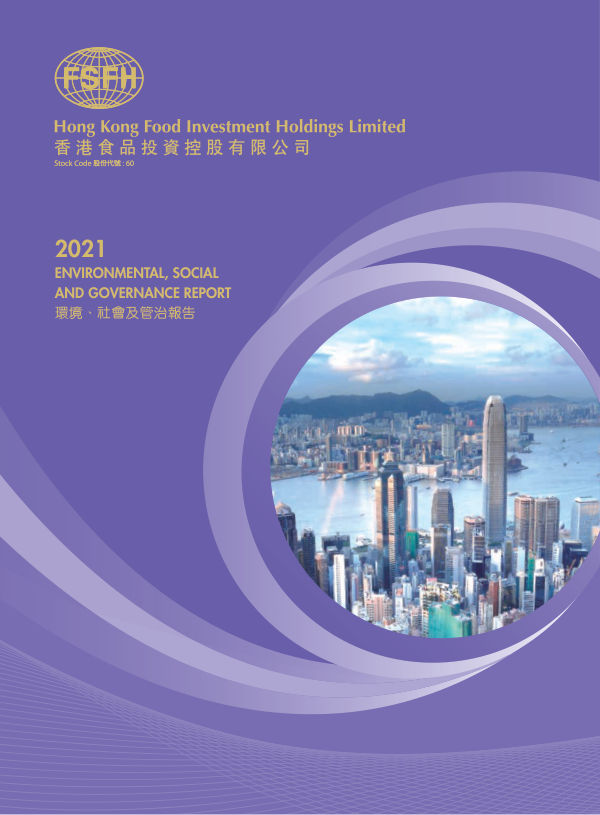 FSFH
Hong Kong Food Investment Holdings Limited
香港食品投資控股有限公司
Stock Code 股份代號 : 60
2021
ENVIRONMENTAL, SOCIAL
AND GOVERNANCE REPORT
環境、社會及管治報告